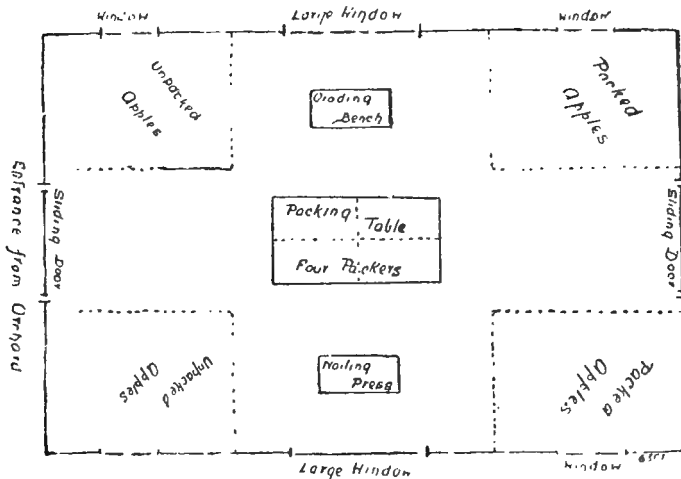 Window
Large Window
Window
Unpacked
Apples
Grading
Bench
Packed
Apples
Entrance from Orchard
Sliding Door
Packing Table
Four Packers
Sliding Door
Unpacked
Apples
Nailing
Press
Packed
Apples
Large Window
Window